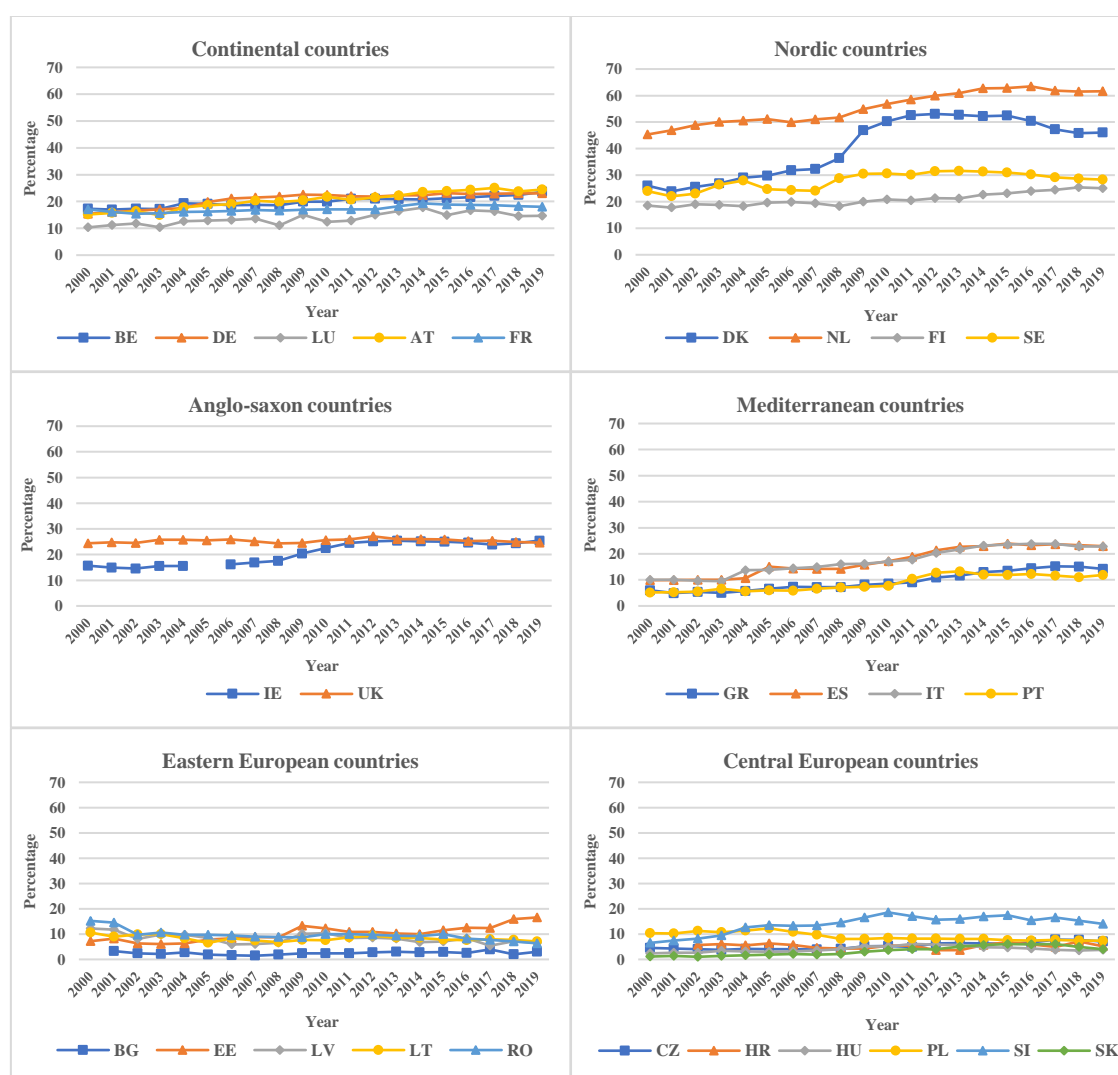 Continental countries
70
60
50
40
30
20
10
0
Percentage
2000 2001 2002 2003 2004 2005 2006 2007 2008 2009 2010 2011 2012 2013 2014 2015 2016 2017 2018 2019
Year
BE DE LU AT FR
Nordic countries
70
60
50
40
30
20
10
0
Percentage
2000 2001 2002 2003 2004 2005 2006 2007 2008 2009 2010 2011 2012 2013 2014 2015 2016 2017 2018 2019
Year
DK NL FI SE
Anglo-saxon countries
70
60
50
40
30
20
10
0
Percentage
2000 2001 2002 2003 2004 2005 2006 2007 2008 2009 2010 2011 2012 2013 2014 2015 2016 2017 2018 2019
Year
IE UK
Mediterranean countries
70
60
50
40
30
20
10
0
Percentage
2000 2001 2002 2003 2004 2005 2006 2007 2008 2009 2010 2011 2012 2013 2014 2015 2016 2017 2018 2019
Year
GR ES IT PT
Eastern European countries
70
60
50
40
30
20
10
0
Percentage
2000 2001 2002 2003 2004 2005 2006 2007 2008 2009 2010 2011 2012 2013 2014 2015 2016 2017 2018 2019
Year
BG EE LV LT RO
Central European countries
70
60
50
40
30
20
10
0
Percentage
2000 2001 2002 2003 2004 2005 2006 2007 2008 2009 2010 2011 2012 2013 2014 2015 2016 2017 2018 2019
Year
CZ HR HU PL SI SK